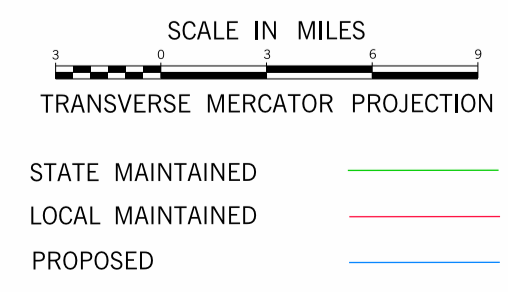 SCALE IN MILES
3 0 3 6 9
TRANSVERSE MERCATOR PROJECTION
STATE MAINTAINED
LOCAL MAINTAINED
PROPOSED